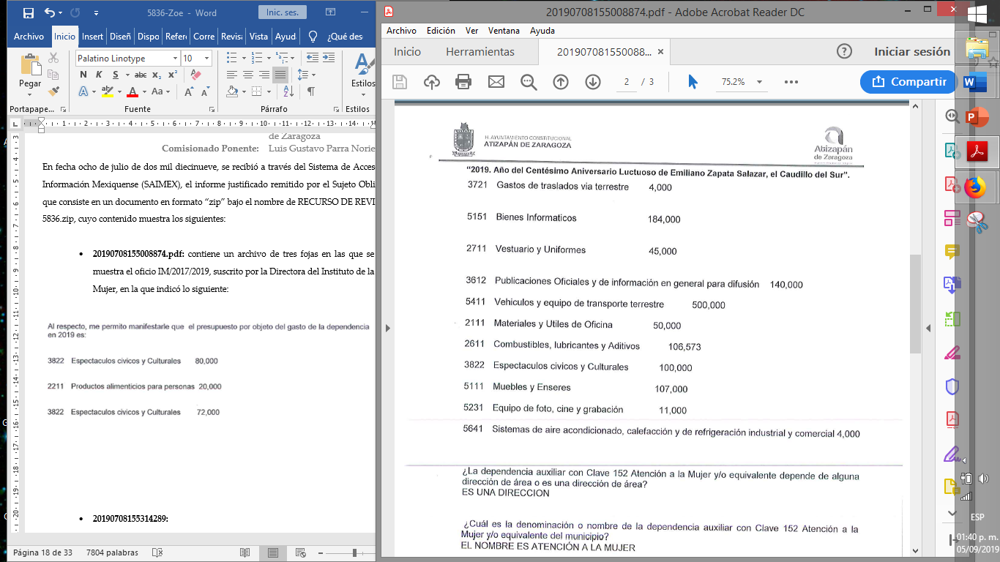 5836-Zoe - Word
Inic. ses.
Archivo Inicio Insert Diseñ Dispo Refere Corre Revisa Vista Ayud ¿Qué des
Palatino Linotype 10
Pegar
N K S abc x₂ x²
A aby A Aa A A
Estilos
Portapape... Fuente Párrafo Estilos
de Zaragoza
Comisionado Ponente: Luis Gustavo Parra Norie
En fecha ocho de julio de dos mil diecinueve, se recibió a través del Sistema de Acces
Información Mexiquense (SAIMEX), el informe justificado remitido por el Sujeto Obli
que consiste en un documento en formato “zip” bajo el nombre de RECURSO DE REVI
5836.zip, cuyo contenido muestra los siguientes:
• 20190708155008874.pdf: contiene un archivo de tres fojas en las que se
muestra el oficio IM/2017/2019, suscrito por la Directora del Instituto de la
Mujer, en la que indicó lo siguiente:
Al respecto, me permito manifestarle que el presupuesto por objeto del gasto de la dependencia
en 2019 es:
3822 Espectaculos civicos y Culturales 80,000
2211 Productos alimenticios para personas 20,000
3822 Espectaculos civicos y Culturales 72,000
• 20190708155314289:
Página 18 de 33 7804 palabras
20190708155008874.pdf - Adobe Acrobat Reader DC
Archivo Edición Ver Ventana Ayuda
Inicio Herramientas 201907081550088... Iniciar sesión
2 / 3 75.2% Compartir
H. AYUNTAMIENTO CONSTITUCIONAL
ATIZAPÁN DE ZARAGOZA
Atizapán
de Zaragoza
“2019. Año del Centésimo Aniversario Luctuoso de Emiliano Zapata Salazar, el Caudillo del Sur”.
3721 Gastos de traslados via terrestre 4,000
5151 Bienes Informaticos 184,000
2711 Vestuario y Uniformes 45,000
3612 Publicaciones Oficiales y de información en general para difusión 140,000
5411 Vehiculos y equipo de transporte terrestre 500,000
2111 Materiales y Utiles de Oficina 50,000
2611 Combustibles, lubricantes y Aditivos 106,573
3822 Espectaculos civicos y Culturales 100,000
5111 Muebles y Enseres 107,000
5231 Equipo de foto, cine y grabación 11,000
5641 Sistemas de aire acondicionado, calefacción y de refrigeración industrial y comercial 4,000
¿La dependencia auxiliar con Clave 152 Atención a la Mujer y/o equivalente depende de alguna
dirección de área o es una dirección de área?
ES UNA DIRECCION
¿Cuál es la denominación o nombre de la dependencia auxiliar con Clave 152 Atención a la
Mujer y/o equivalente del municipio?
EL NOMBRE ES ATENCIÓN A LA MUJER
ESP
01:40 p. m.
05/09/2019